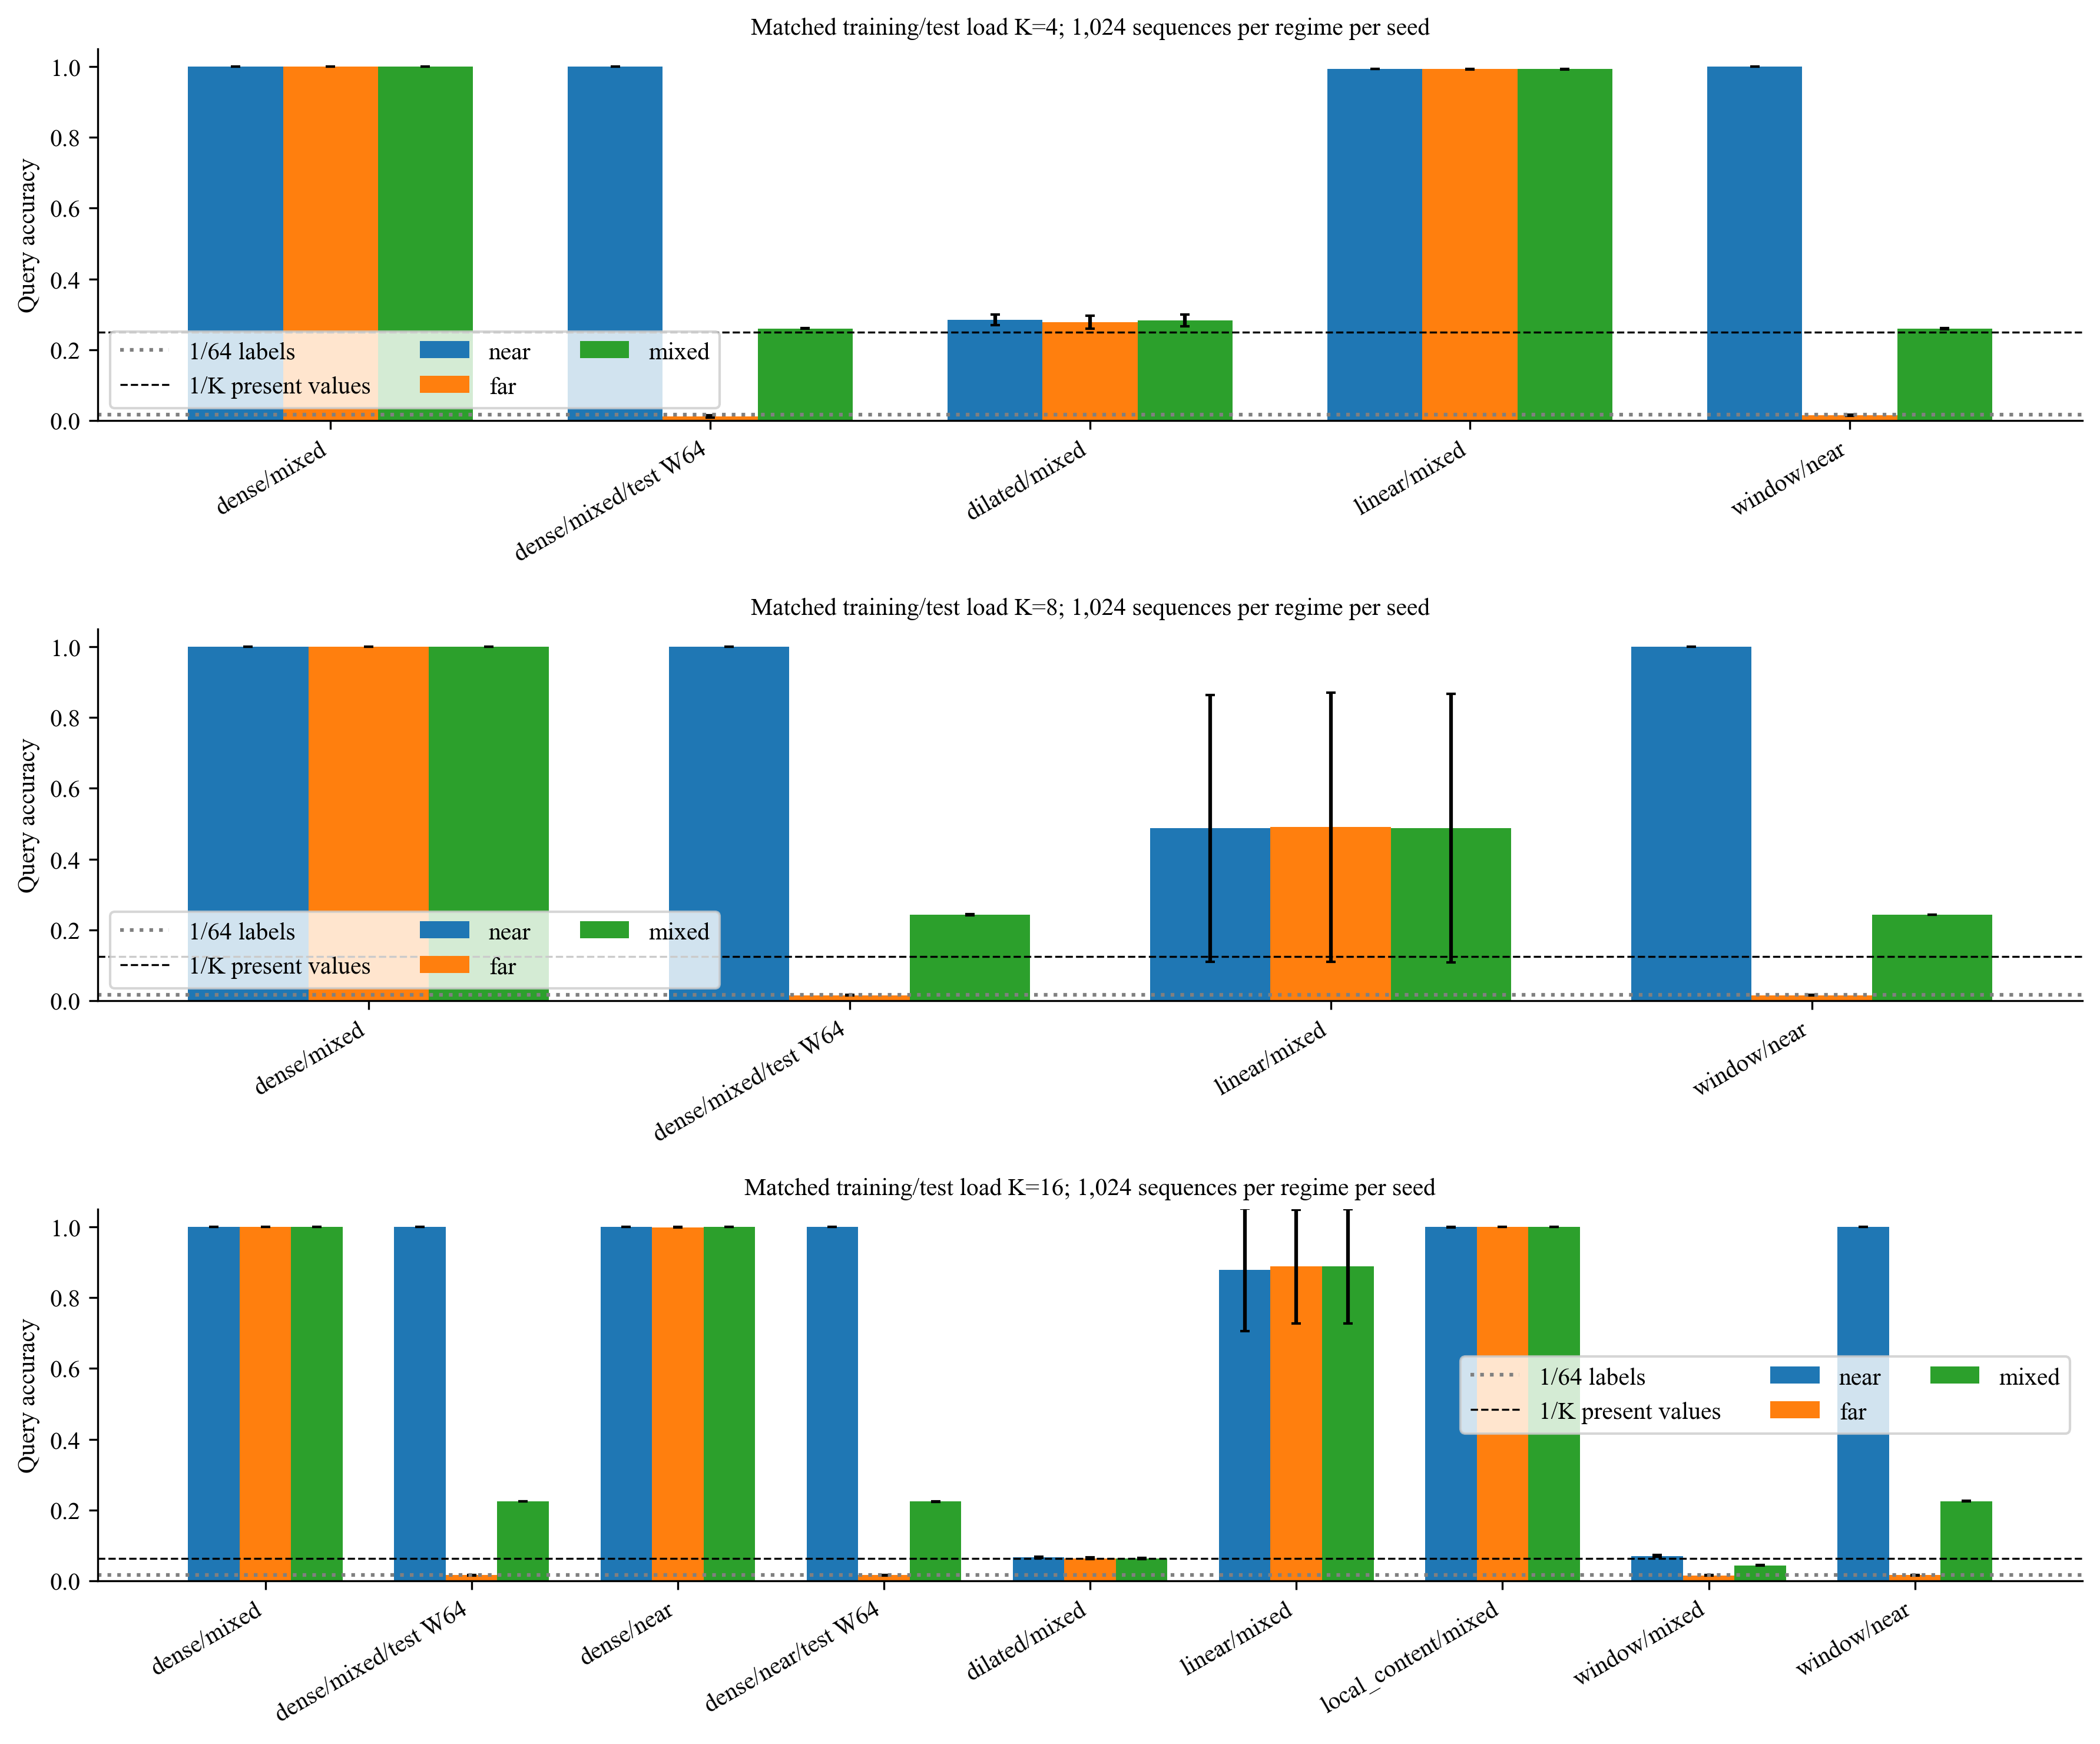 Matched training/test load K=4; 1,024 sequences per regime per seed
Query accuracy
1.0
0.8
0.6
0.4
0.2
0.0
1/64 labels
1/K present values
near
far
mixed
dense/mixed
dense/mixed/test W64
dilated/mixed
linear/mixed
window/near
Matched training/test load K=8; 1,024 sequences per regime per seed
Query accuracy
1.0
0.8
0.6
0.4
0.2
0.0
1/64 labels
1/K present values
near
far
mixed
dense/mixed
dense/mixed/test W64
linear/mixed
window/near
Matched training/test load K=16; 1,024 sequences per regime per seed
Query accuracy
1.0
0.8
0.6
0.4
0.2
0.0
1/64 labels
1/K present values
near
far
mixed
dense/mixed
dense/mixed/test W64
dense/near
dense/near/test W64
dilated/mixed
linear/mixed
local_content/mixed
window/mixed
window/near